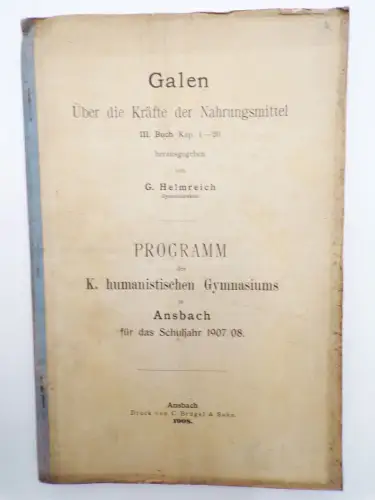 Galen
Über die Kräfte der Nahrungsmittel
III. Buch Kap. 1—20
herausgegeben
von
G. Helmreich
PROGRAMM
des
K. humanistischen Gymnasiums
in
Ansbach
für das Schuljahr 1907/08.
Ansbach
Druck von C. Brügel & Sohn.
1908.